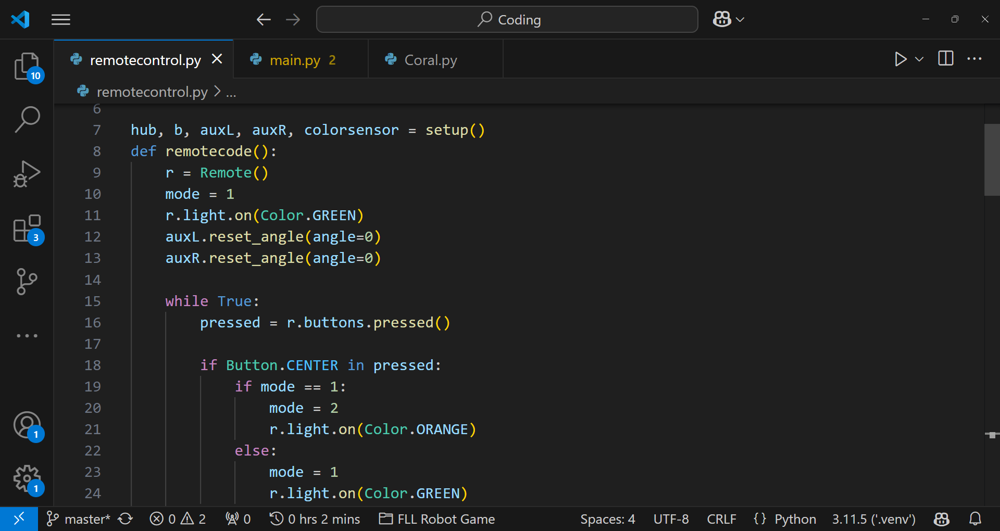 Coding
remotecontrol.py
main.py 2
Coral.py
remotecontrol.py > ...
10
3
1
1
6
7 hub, b, auxL, auxR, colorsensor = setup()
8 def remotecode():
9     r = Remote()
10     mode = 1
11     r.light.on(Color.GREEN)
12     auxL.reset_angle(angle=0)
13     auxR.reset_angle(angle=0)
14
15     while True:
16         pressed = r.buttons.pressed()
17
18         if Button.CENTER in pressed:
19             if mode == 1:
20                 mode = 2
21                 r.light.on(Color.ORANGE)
22             else:
23                 mode = 1
24                 r.light.on(Color.GREEN)
master* 0 2 0 0 hrs 2 mins FLL Robot Game Spaces: 4 UTF-8 CRLF {} Python 3.11.5 ('.venv')